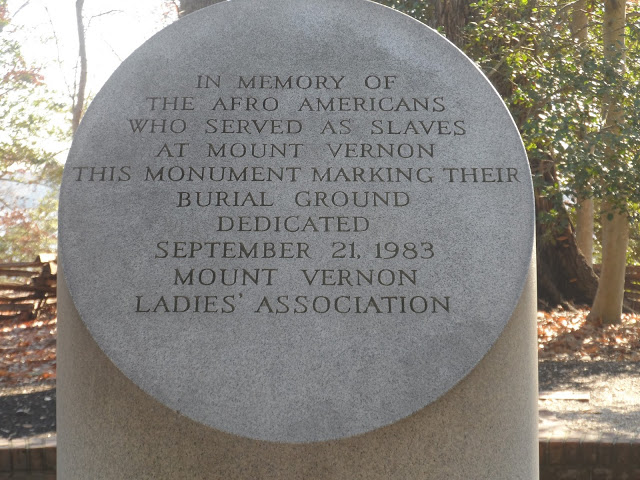 IN MEMORY OF
THE AFRO AMERICANS
WHO SERVED AS SLAVES
AT MOUNT VERNON
THIS MONUMENT MARKING THEIR
BURIAL GROUND
DEDICATED
SEPTEMBER 21, 1983
MOUNT VERNON
LADIES' ASSOCIATION